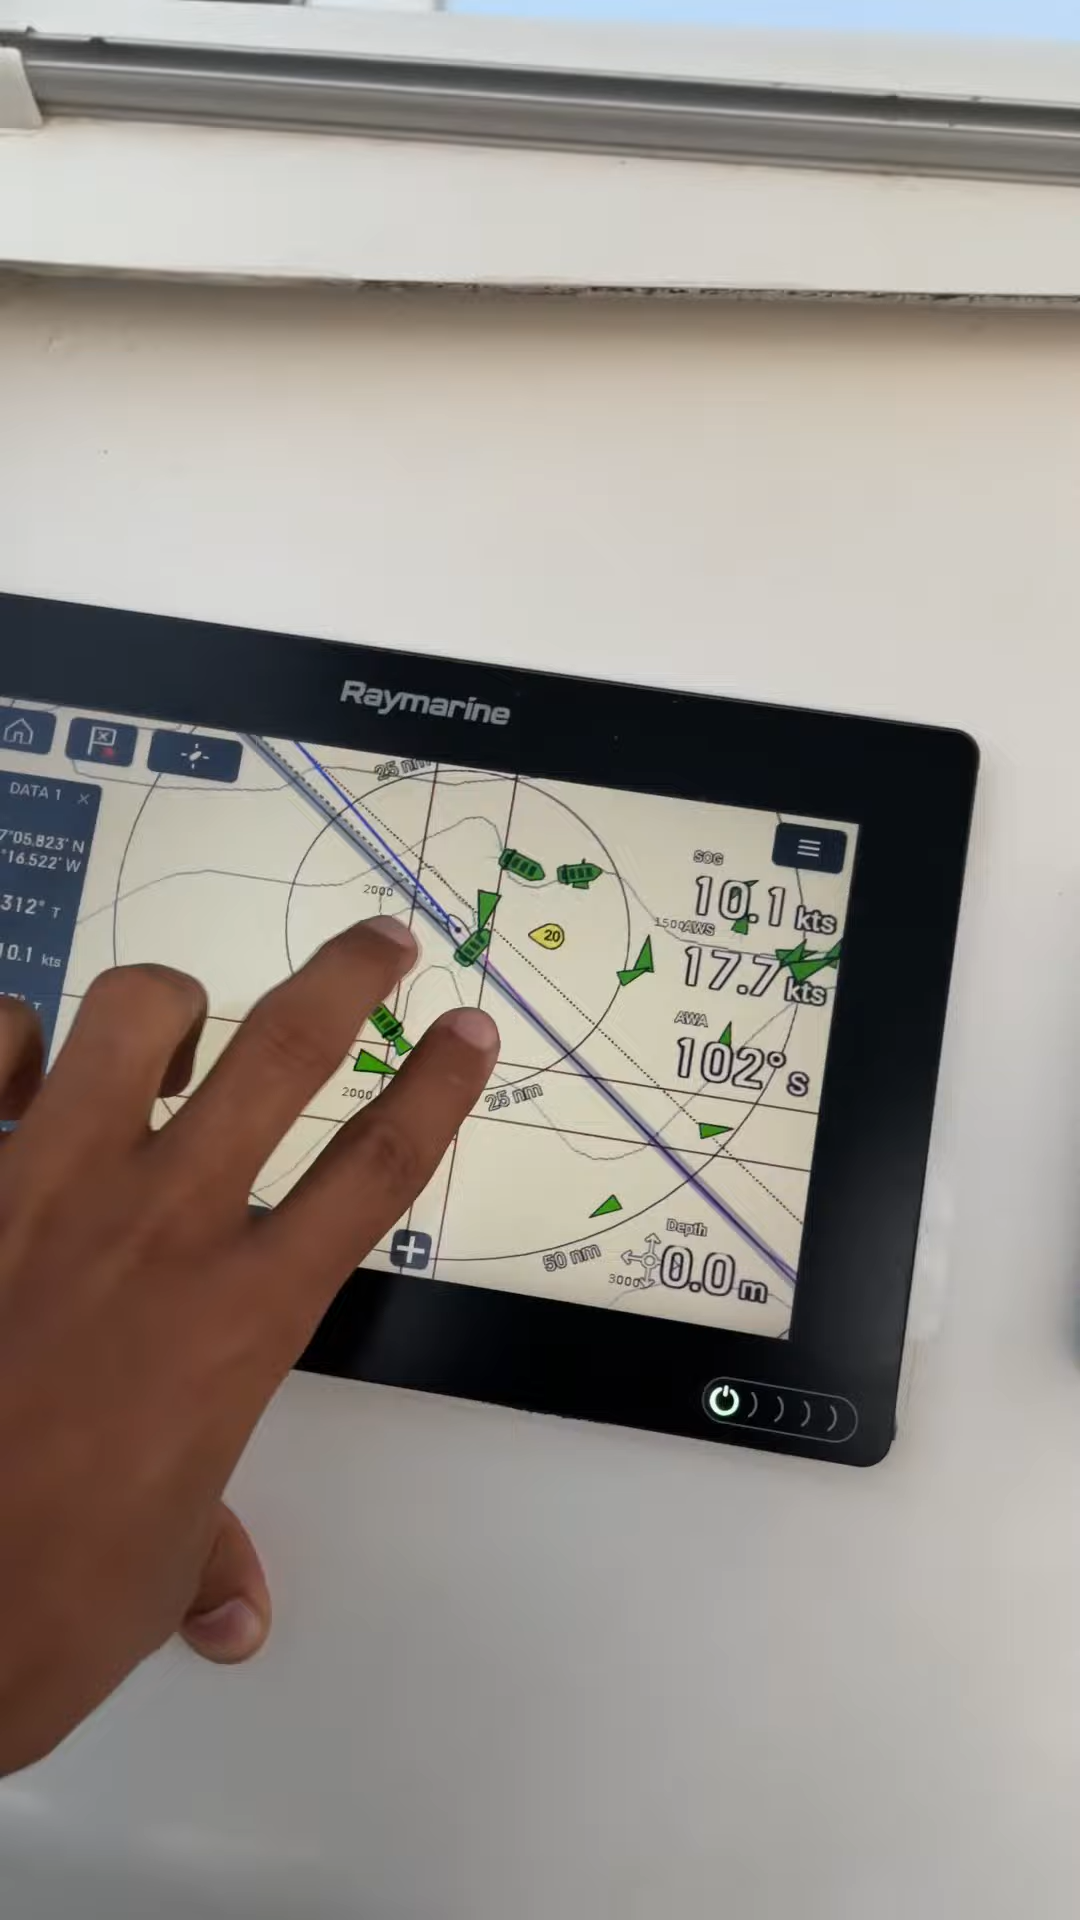 Raymarine
DATA 1
7°05.823' N
°16.522' W
312° T
10.1 kts
25 nm
2000
20
1500
SOG
10.1 kts
AWS
17.7 kts
AWA
102° S
2000
25 nm
50 nm
3000
Depth
0.0 m